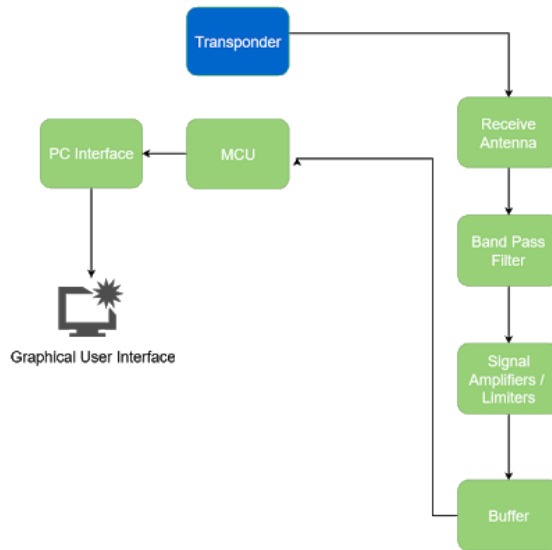 Transponder
Receive
Antenna
PC Interface
MCU
Band Pass
Filter
Graphical User Interface
Signal
Amplifiers /
Limiters
Buffer